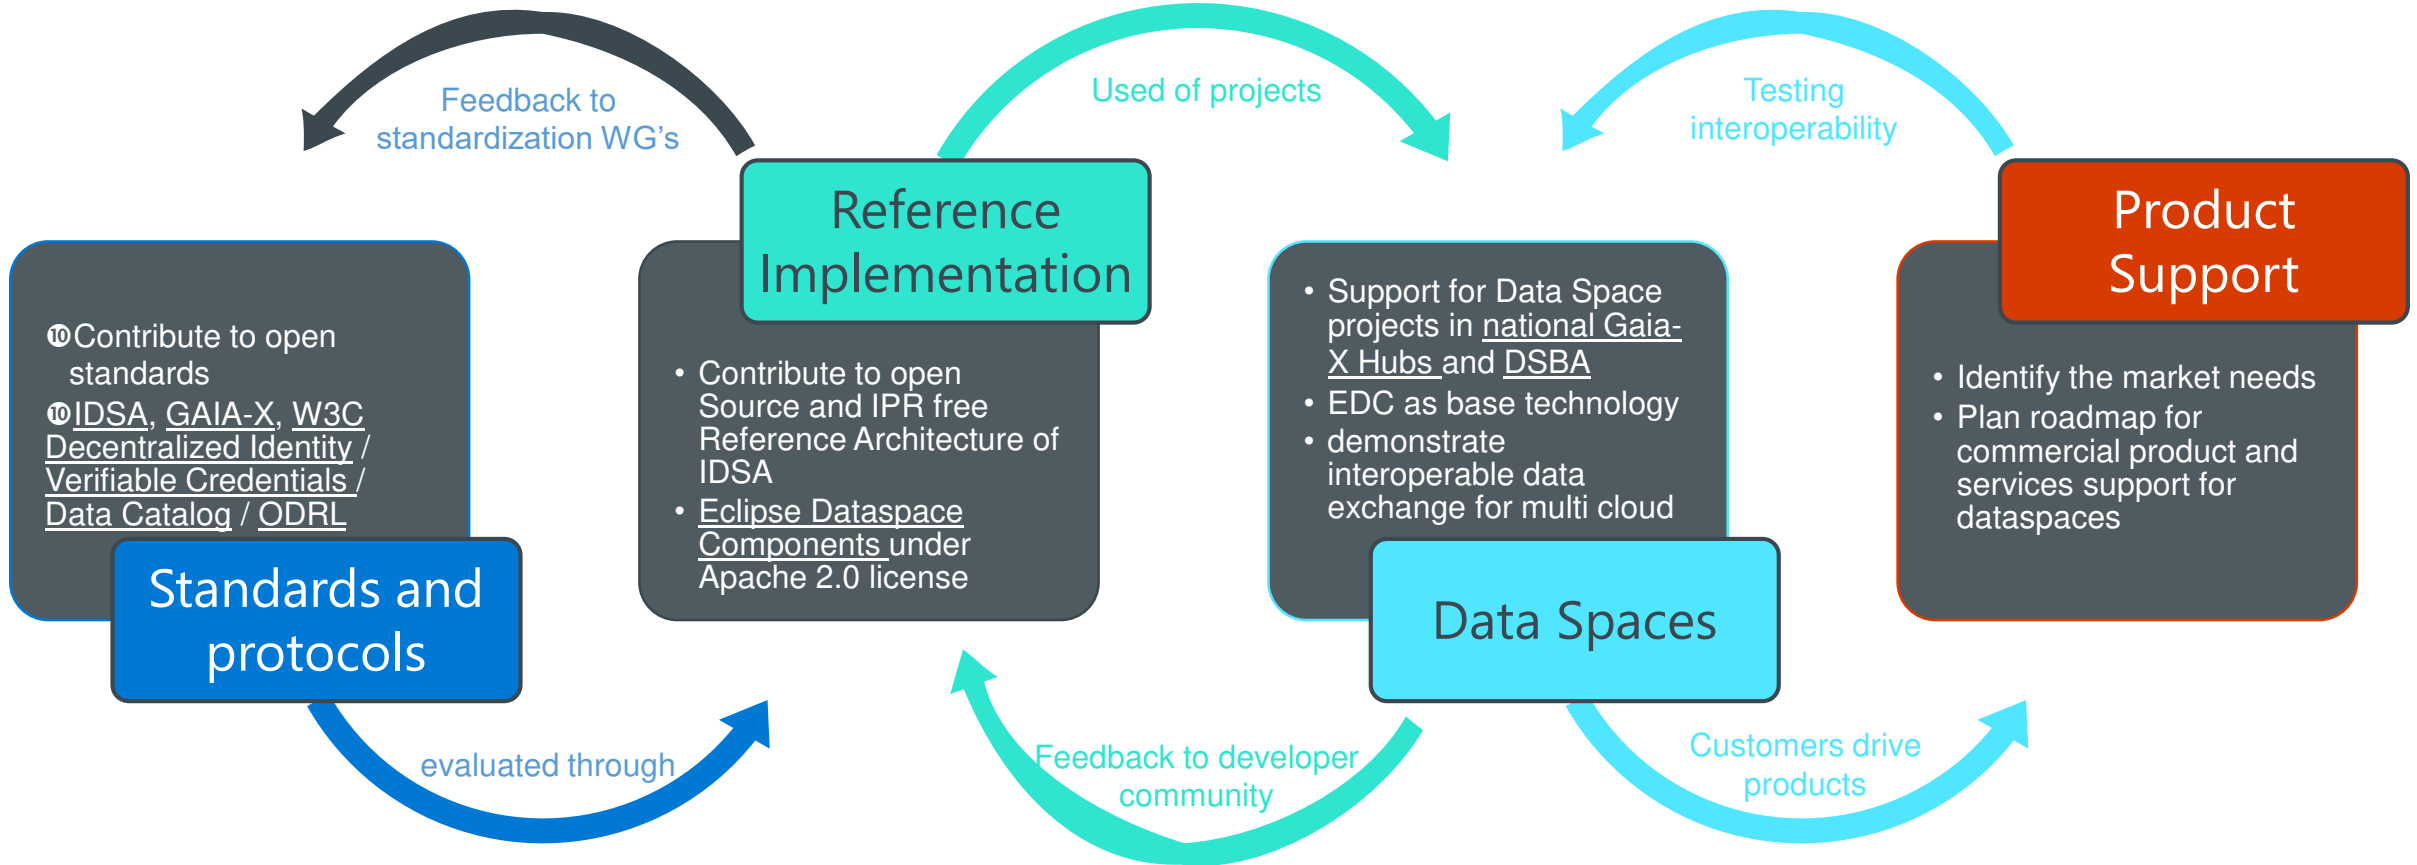 Feedback to
standardization WG's
Used of projects
Testing
interoperability
❿Contribute to open
standards
❿IDSA, GAIA-X, W3C
Decentralized Identity /
Verifiable Credentials /
Data Catalog / ODRL
Standards and
protocols
evaluated through
Reference
Implementation
• Contribute to open
Source and IPR free
Reference Architecture of
IDSA
• Eclipse Dataspace
Components under
Apache 2.0 license
Feedback to developer
community
• Support for Data Space
projects in national Gaia-
X Hubs and DSBA
• EDC as base technology
• demonstrate
interoperable data
exchange for multi cloud
Data Spaces
Customers drive
products
Product
Support
• Identify the market needs
• Plan roadmap for
commercial product and
services support for
dataspaces